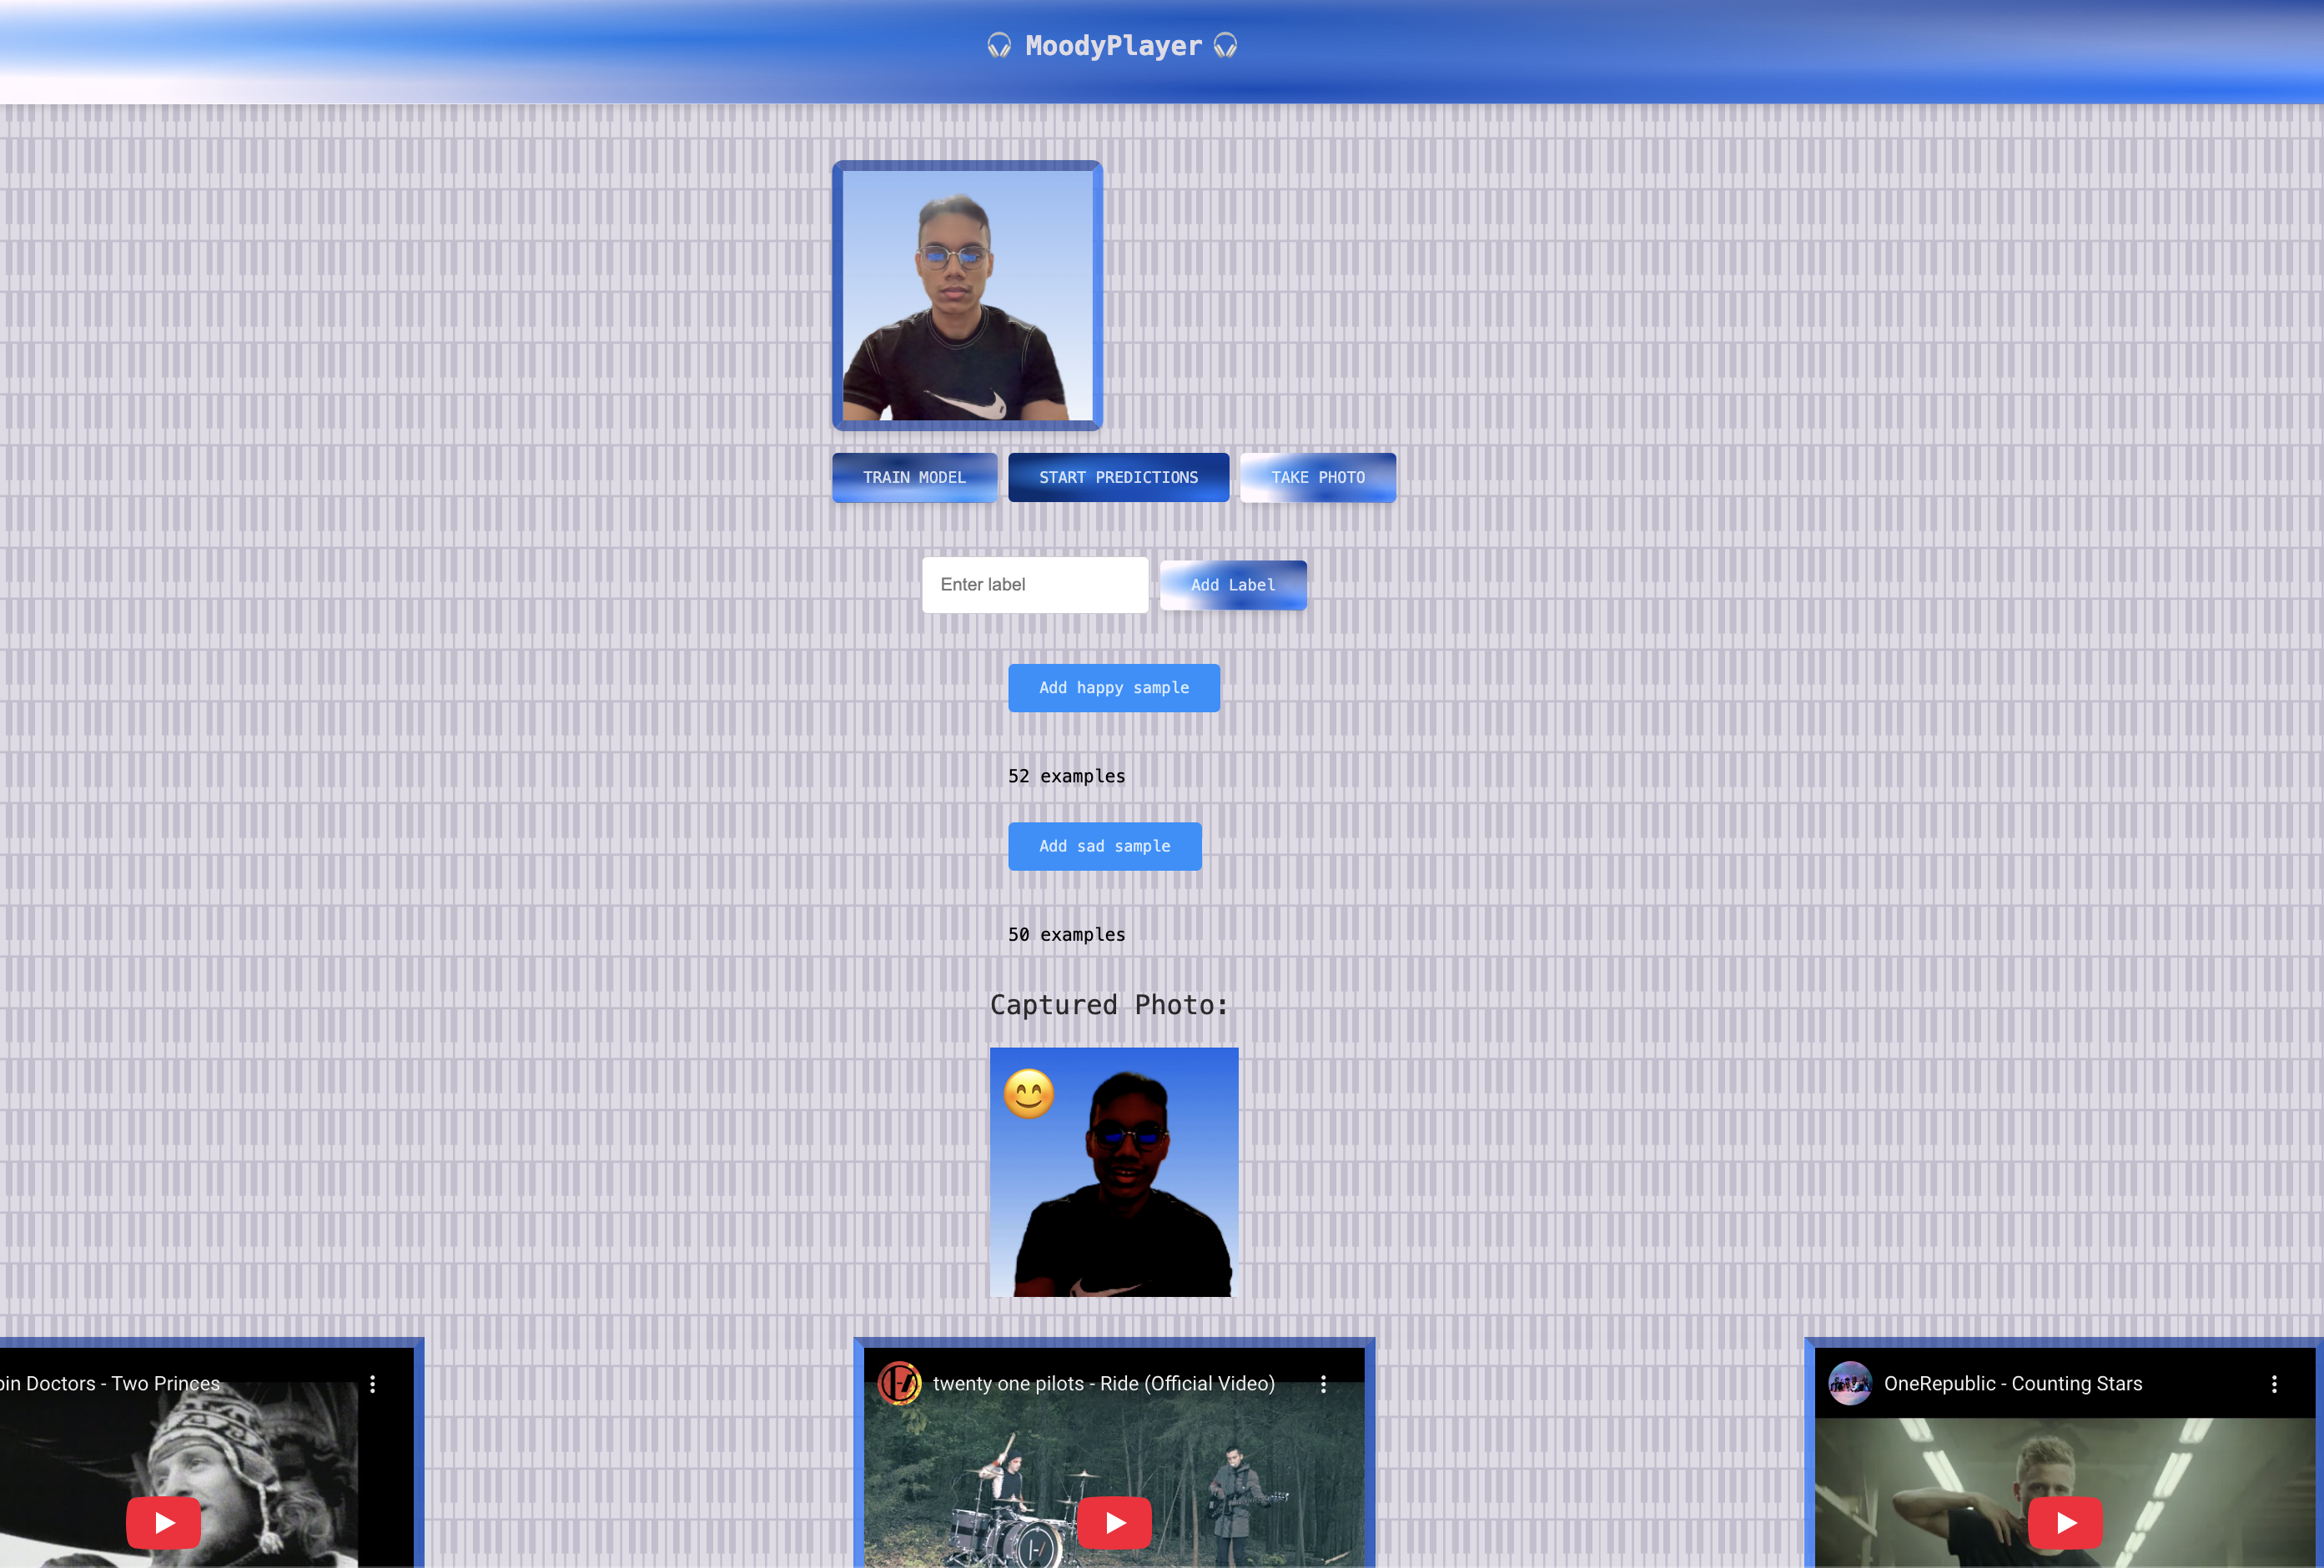 🎧 MoodyPlayer 🎧
TRAIN MODEL
START PREDICTIONS
TAKE PHOTO
Enter label
Add Label
Add happy sample
52 examples
Add sad sample
50 examples
Captured Photo:
Doctors - Two Princes
twenty one pilots - Ride (Official Video)
OneRepublic - Counting Stars